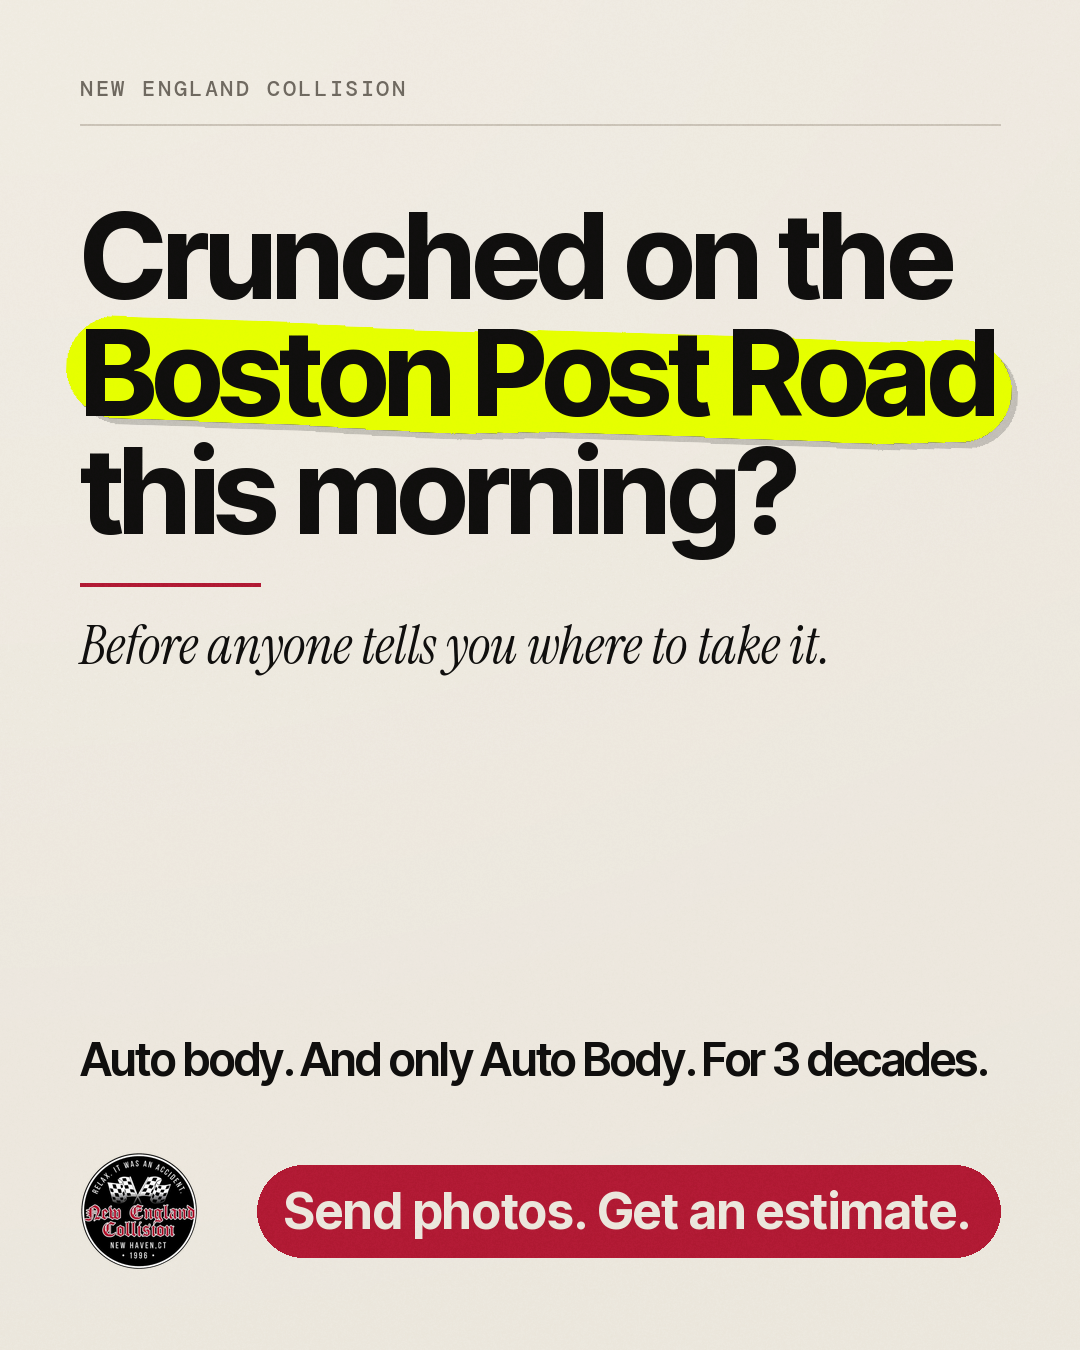 NEW ENGLAND COLLISION
Crunched on the
Boston Post Road
this morning?
Before anyone tells you where to take it.
Auto body. And only Auto Body. For 3 decades.
RELAX, IT WAS AN ACCIDENT.
New England
Collision
NEW HAVEN, CT
• 1996 •
Send photos. Get an estimate.